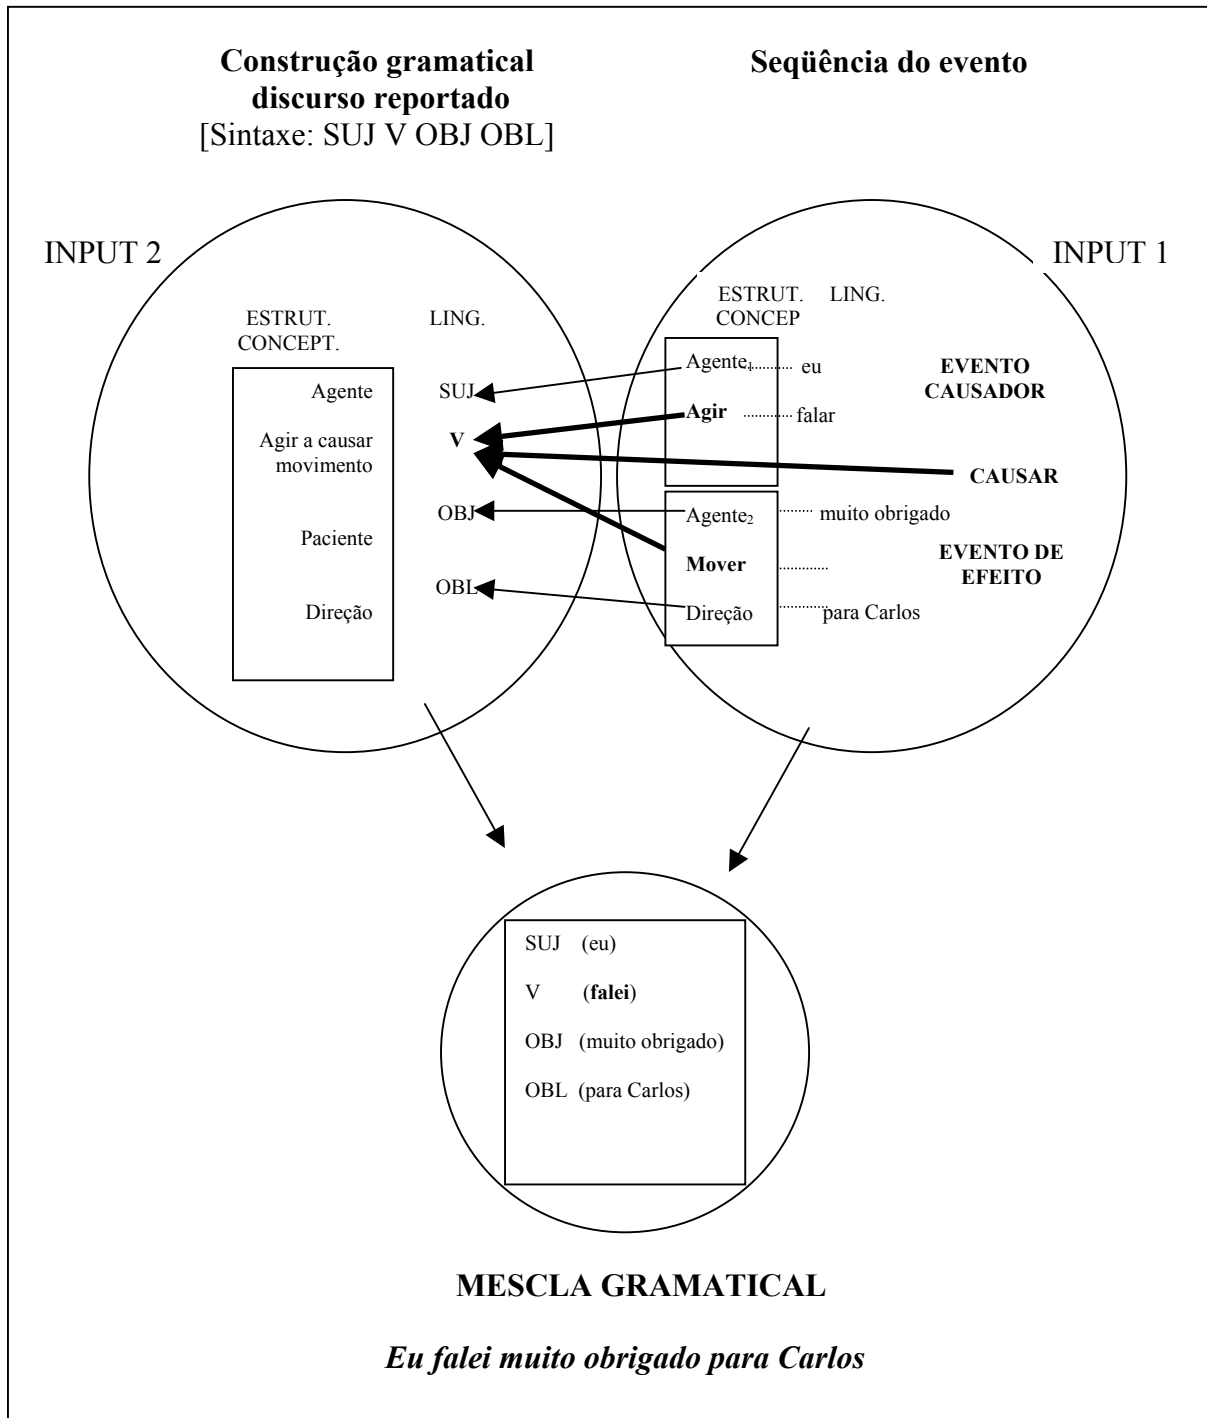 Construção gramatical
discurso reportado
[Sintaxe: SUJ V OBJ OBL]
Seqüência do evento
INPUT 2
ESTRUT.
CONCEPT.
LING.
Agente
SUJ
Agir a causar
movimento
V
OBJ
Paciente
OBL
Direção
INPUT 1
ESTRUT.
CONCEP
LING.
Agente₁ ............ eu
EVENTO
CAUSADOR
Agir ............ falar
CAUSAR
Agente₂ ........ muito obrigado
EVENTO DE
EFEITO
Mover ............
Direção ............ para Carlos
SUJ (eu)
V (falei)
OBJ (muito obrigado)
OBL (para Carlos)
MESCLA GRAMATICAL
Eu falei muito obrigado para Carlos